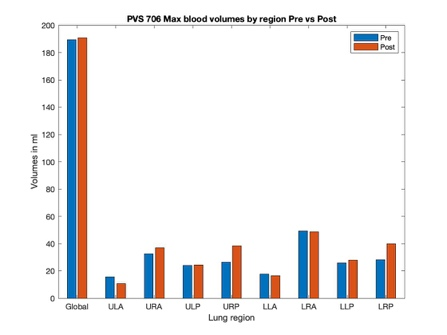 PVS 706 Max blood volumes by region Pre vs Post
Pre
Post
Volumes in ml
200
180
160
140
120
100
80
60
40
20
0
Global ULA URA ULP URP LLA LRA LLP LRP
Lung region